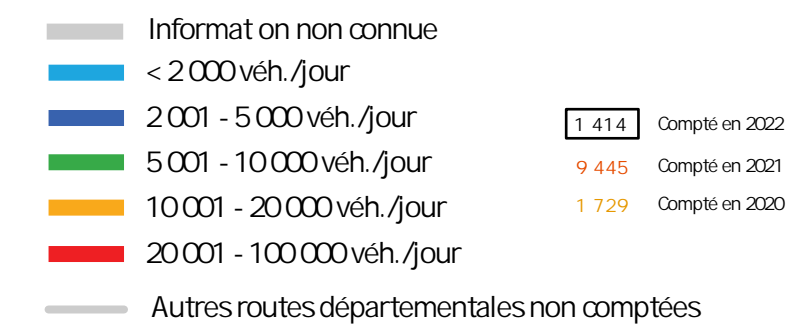 Informat on non connue
< 2 000 véh./jour
2 001 - 5 000 véh./jour
5 001 - 10 000 véh./jour
10 001 - 20 000 véh./jour
20 001 - 100 000 véh./jour
Autres routes départementales non comptées
1 414 Compté en 2022
9 445 Compté en 2021
1 729 Compté en 2020